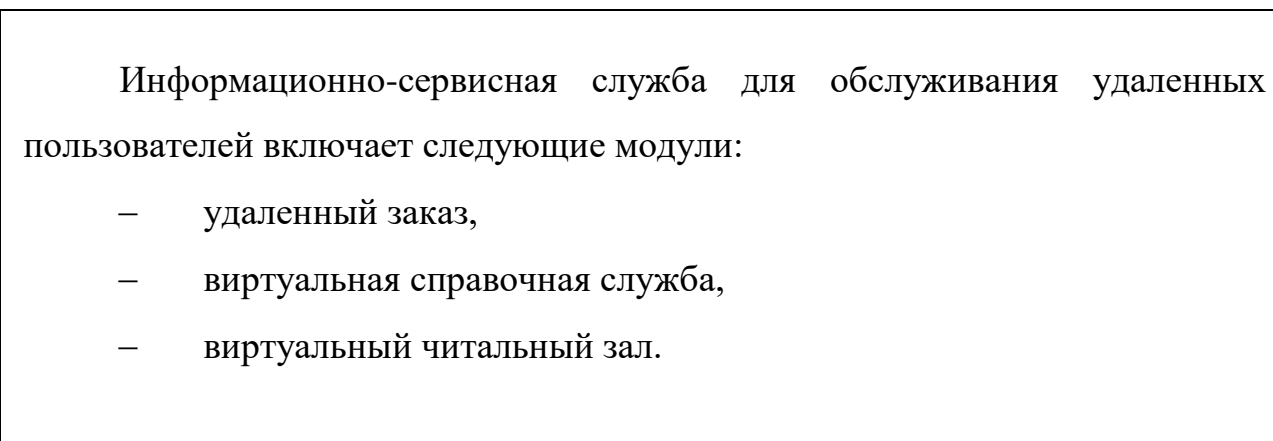 Информационно-сервисная служба для обслуживания удаленных
пользователей включает следующие модули:
– удаленный заказ,
– виртуальная справочная служба,
– виртуальный читальный зал.